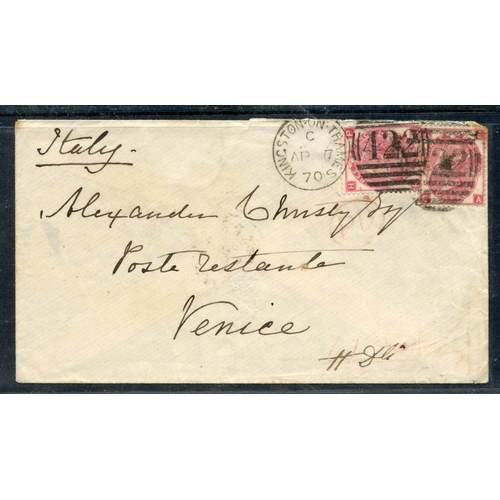 Italy.
KINGSTON-ON-THAMES
C
AP
70
422
Alexander Christy Esq
Poste restante
Venice